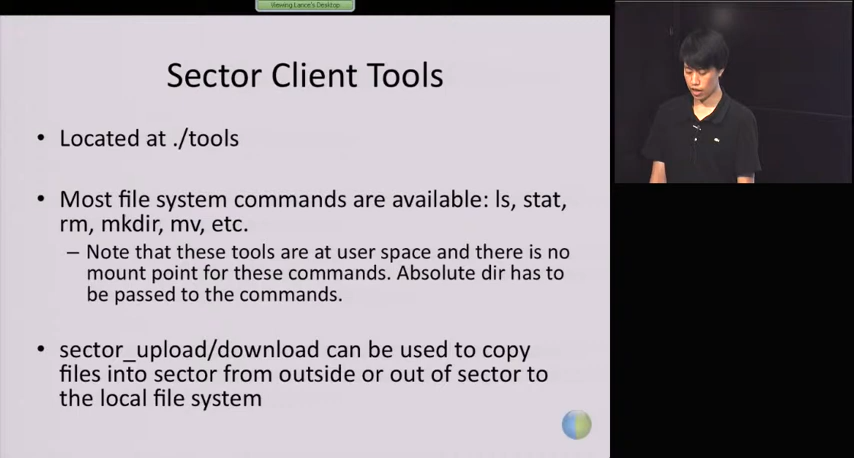 Viewing Lance's Desktop
Sector Client Tools
• Located at ./tools
• Most file system commands are available: ls, stat,
rm, mkdir, mv, etc.
– Note that these tools are at user space and there is no
mount point for these commands. Absolute dir has to
be passed to the commands.
• sector_upload/download can be used to copy
files into sector from outside or out of sector to
the local file system